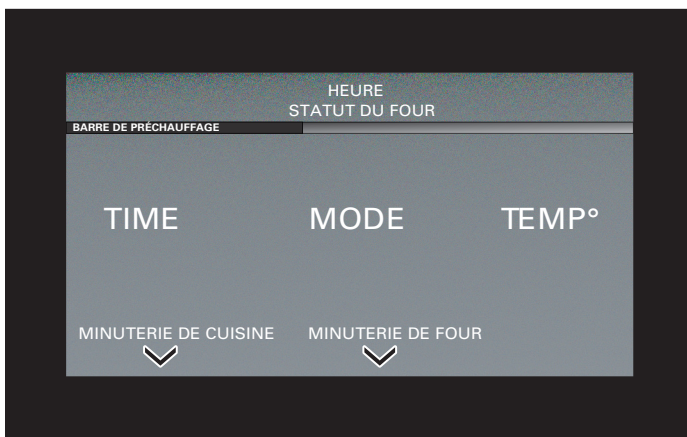 HEURE
STATUT DU FOUR
BARRE DE PRÉCHAUFFAGE
TIME MODE TEMP°
MINUTERIE DE CUISINE MINUTERIE DE FOUR